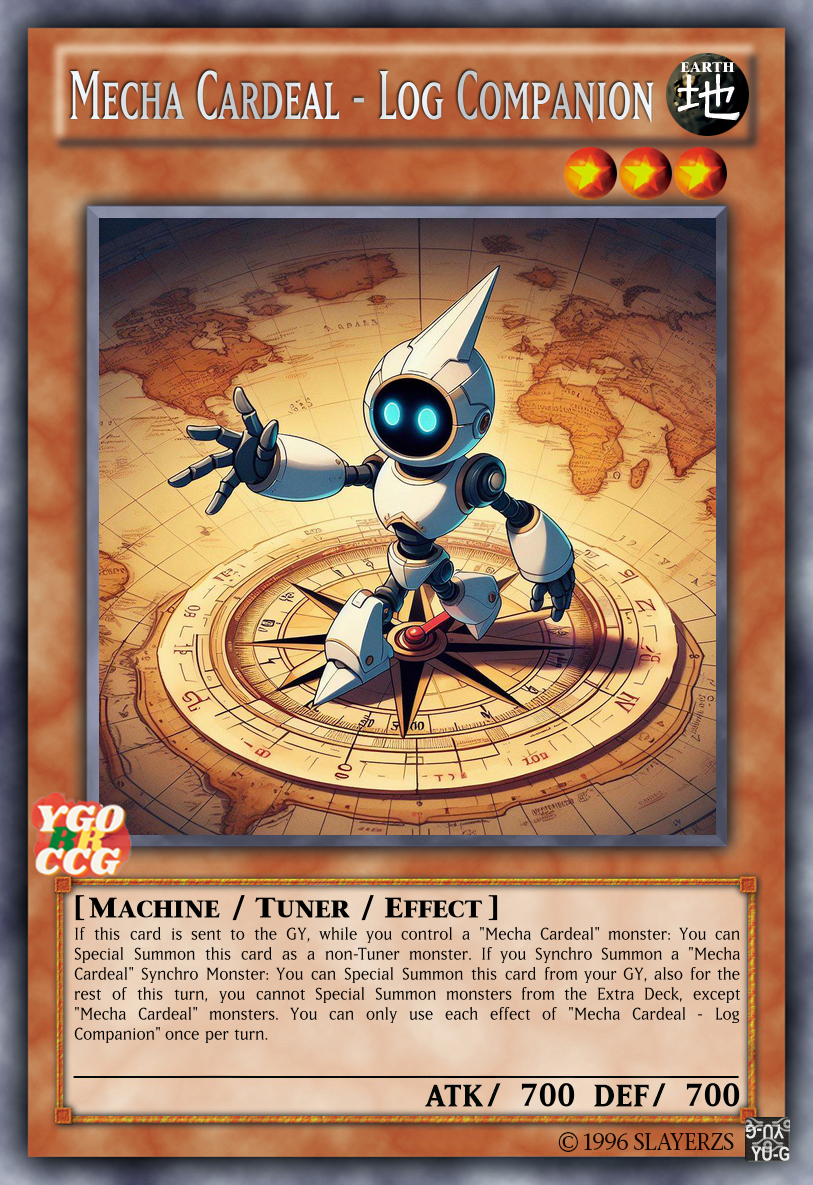 MECHA CARDEAL - LOG COMPANION
EARTH
地
YGO
BR
CCG
[MACHINE / TUNER / EFFECT]
If this card is sent to the GY, while you control a "Mecha Cardeal" monster: You can
Special Summon this card as a non-Tuner monster. If you Synchro Summon a "Mecha
Cardeal" Synchro Monster: You can Special Summon this card from your GY, also for the
rest of this turn, you cannot Special Summon monsters from the Extra Deck, except
"Mecha Cardeal" monsters. You can only use each effect of "Mecha Cardeal - Log
Companion" once per turn.
ATK/ 700 DEF/ 700
© 1996 SLAYERZS
YU-G